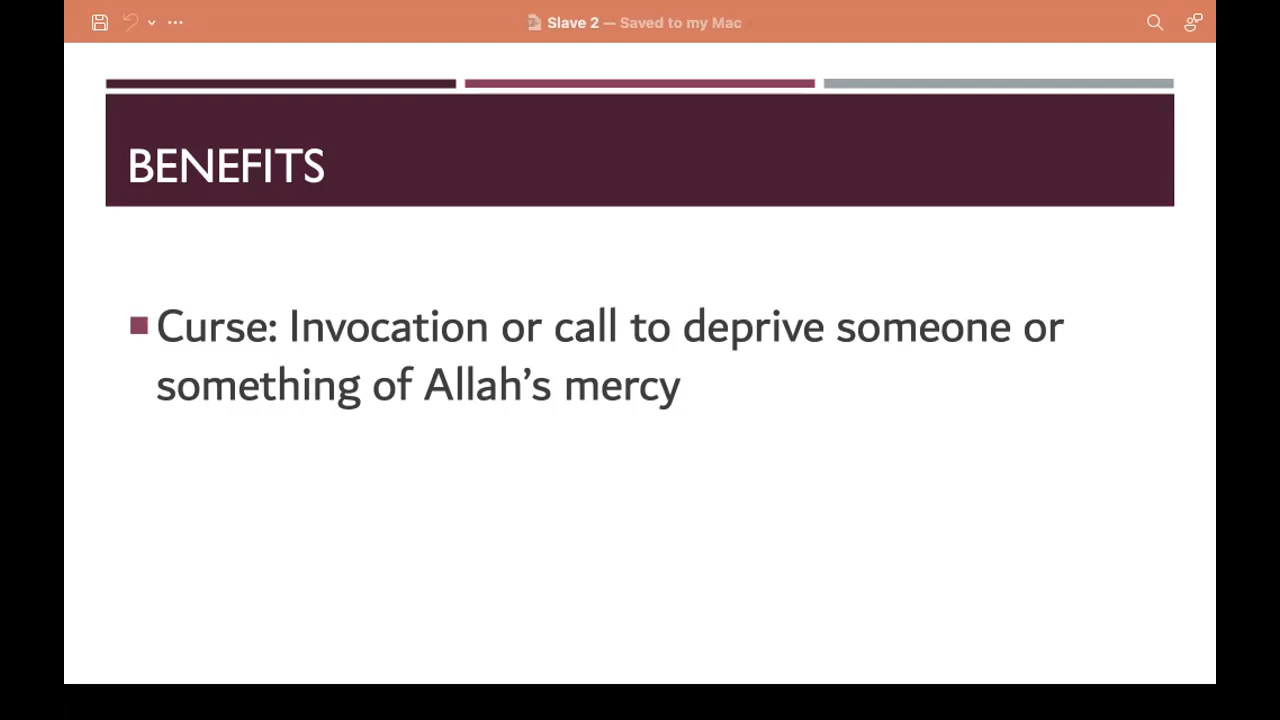 Slave 2 — Saved to my Mac
BENEFITS
Curse: Invocation or call to deprive someone or
something of Allah’s mercy